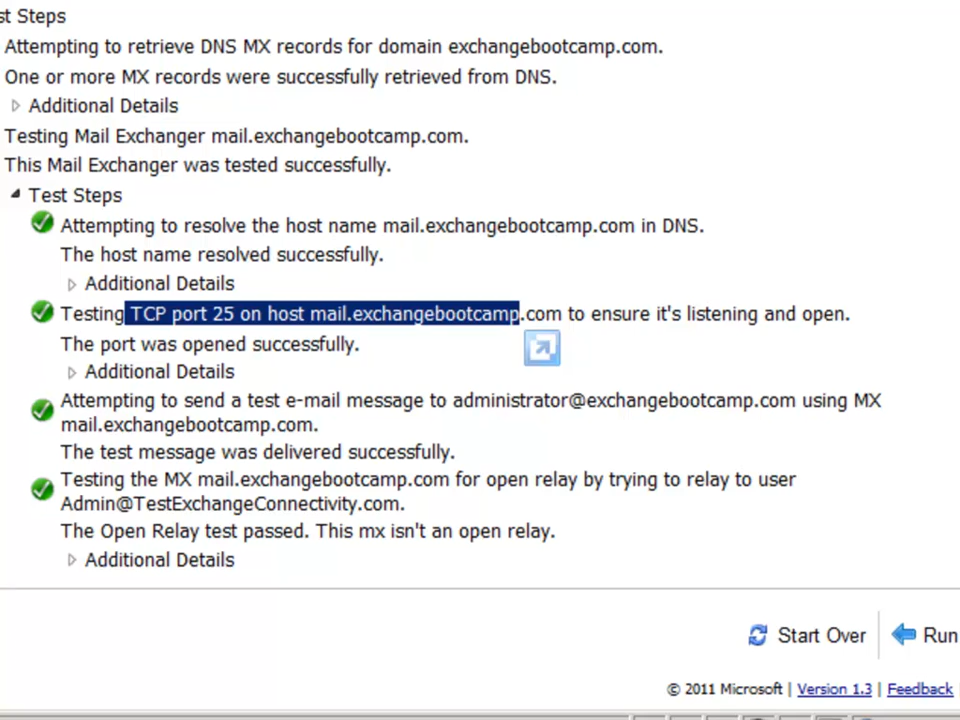 st Steps
Attempting to retrieve DNS MX records for domain exchangebootcamp.com.
One or more MX records were successfully retrieved from DNS.
Additional Details
Testing Mail Exchanger mail.exchangebootcamp.com.
This Mail Exchanger was tested successfully.
Test Steps
Attempting to resolve the host name mail.exchangebootcamp.com in DNS.
The host name resolved successfully.
Additional Details
Testing TCP port 25 on host mail.exchangebootcamp.com to ensure it's listening and open.
The port was opened successfully.
Additional Details
Attempting to send a test e-mail message to administrator@exchangebootcamp.com using MX
mail.exchangebootcamp.com.
The test message was delivered successfully.
Testing the MX mail.exchangebootcamp.com for open relay by trying to relay to user
Admin@TestExchangeConnectivity.com.
The Open Relay test passed. This mx isn't an open relay.
Additional Details
Start Over | Run
© 2011 Microsoft | Version 1.3 | Feedback |